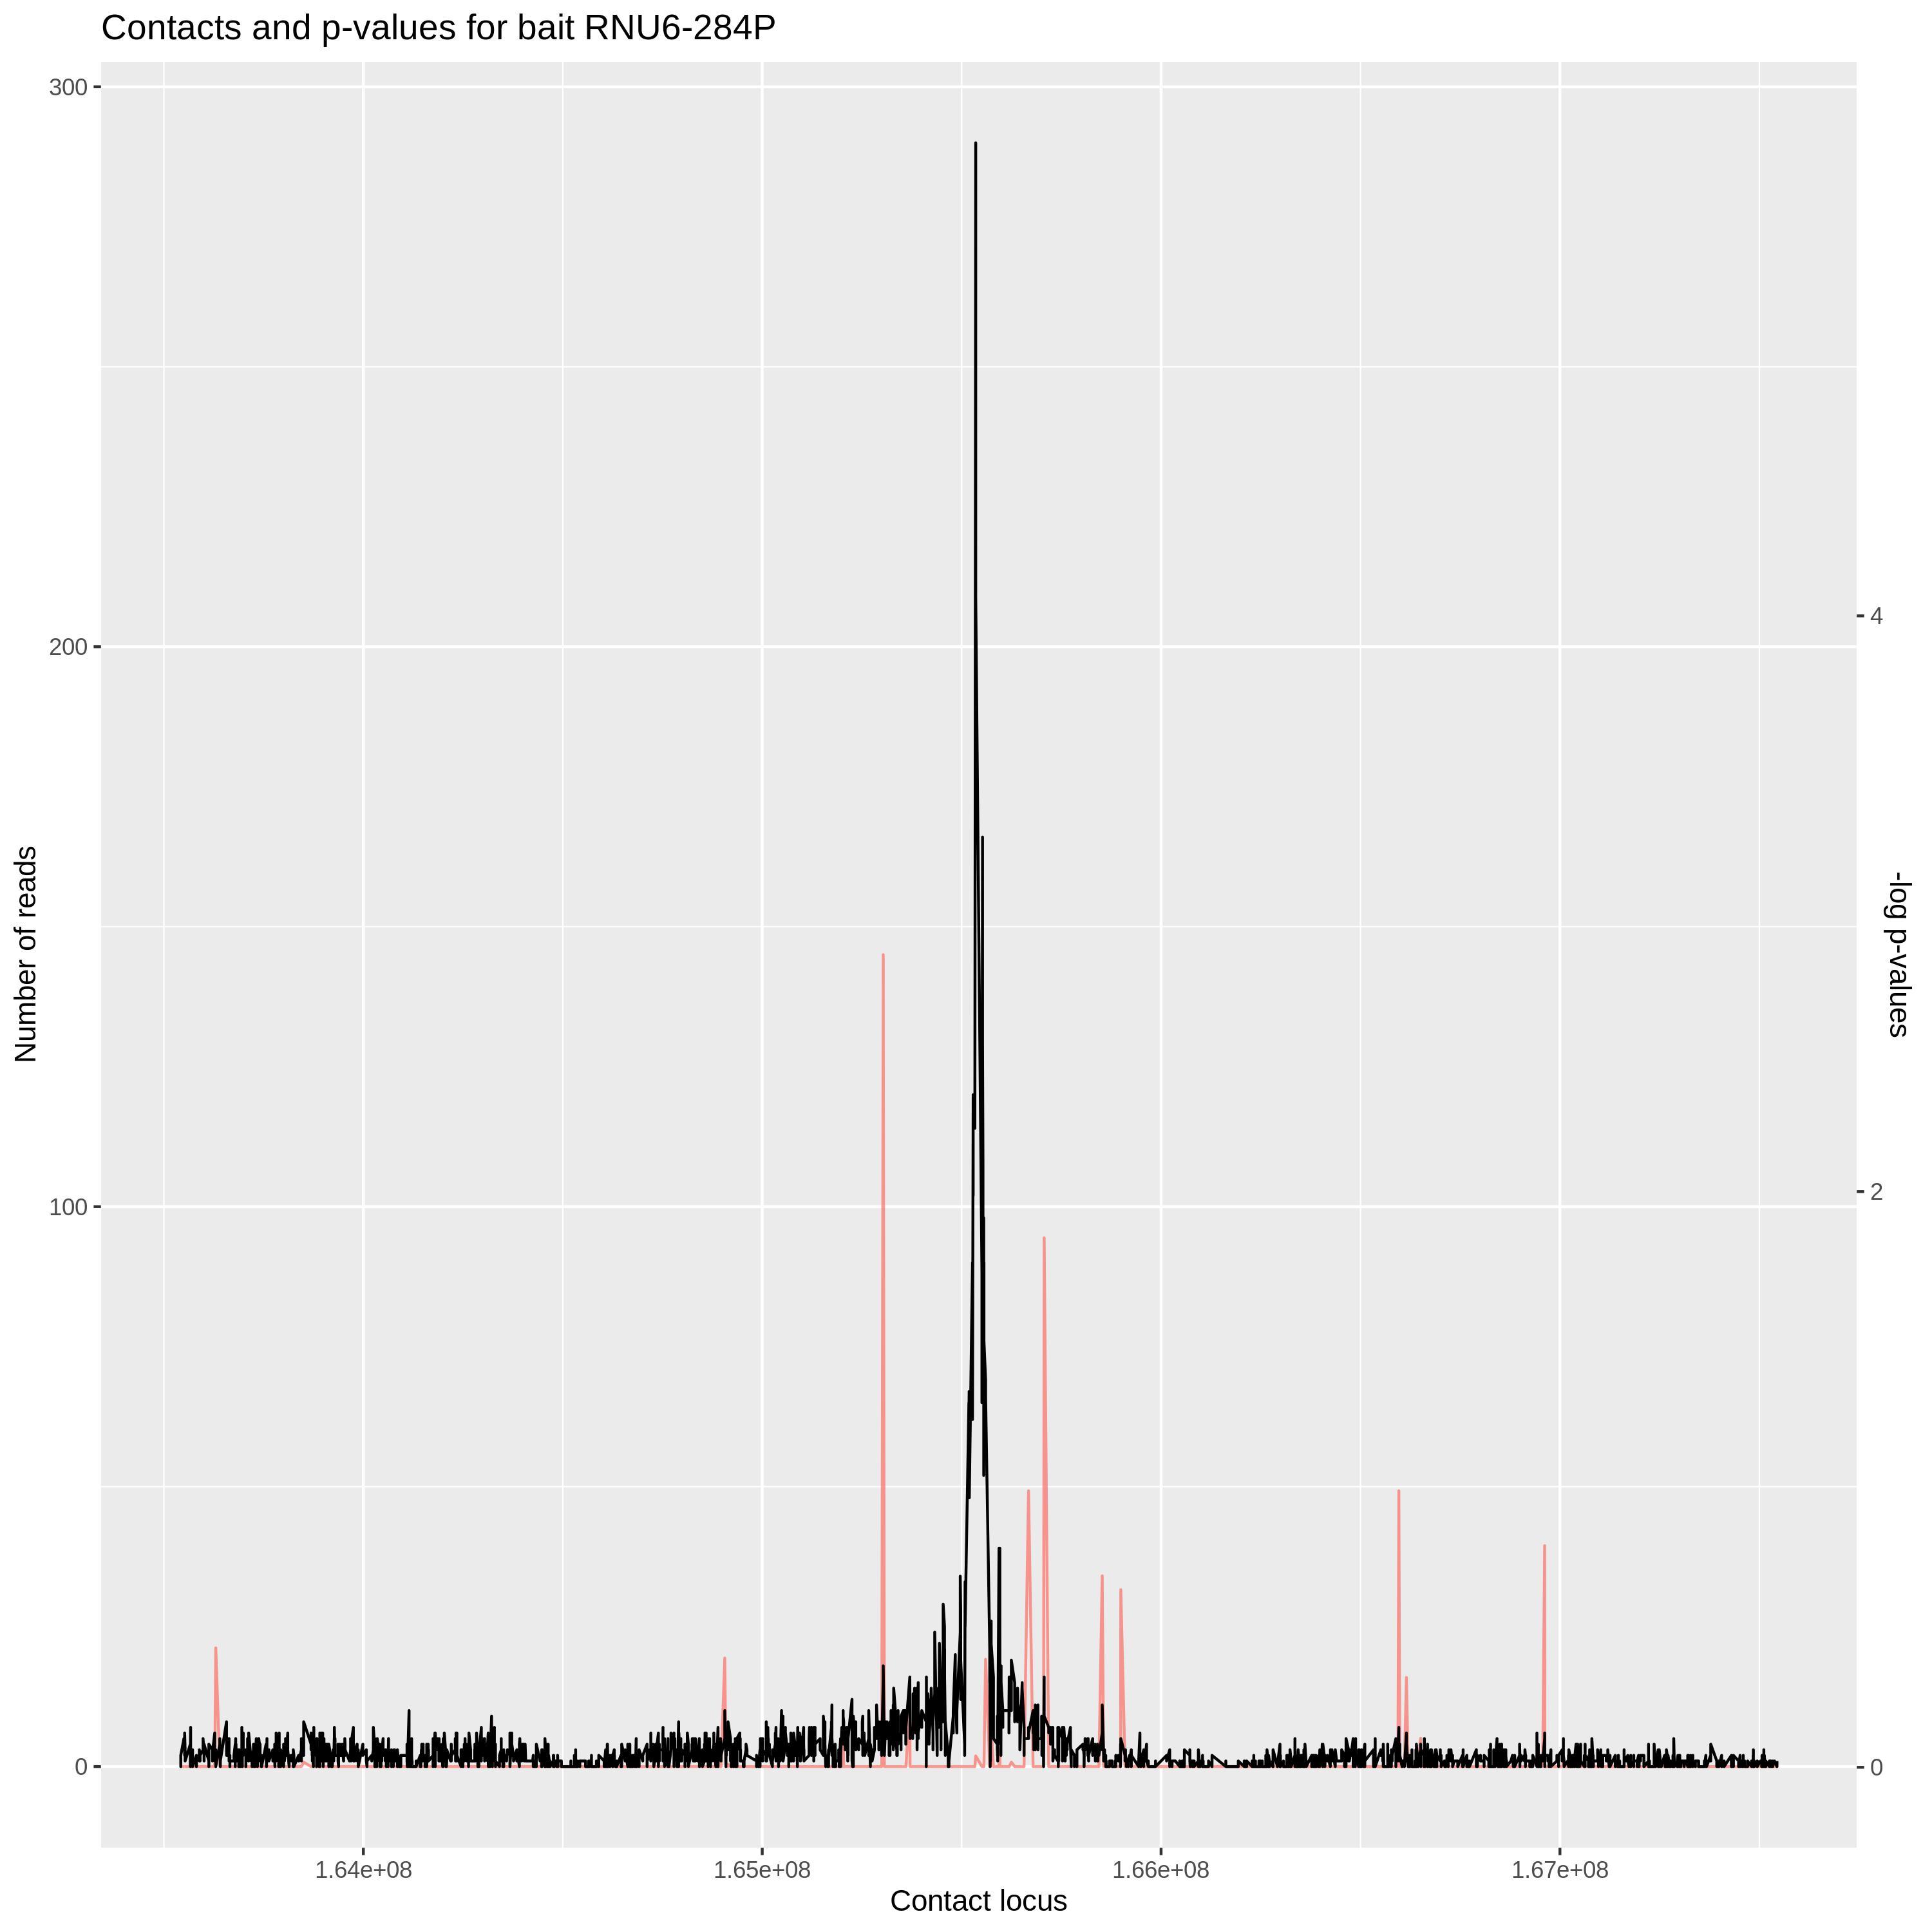 Contacts and p-values for bait RNU6-284P
300
200
100
0
Number of reads
4
2
0
-log p-values
1.64e+08
1.65e+08
1.66e+08
1.67e+08
Contact locus